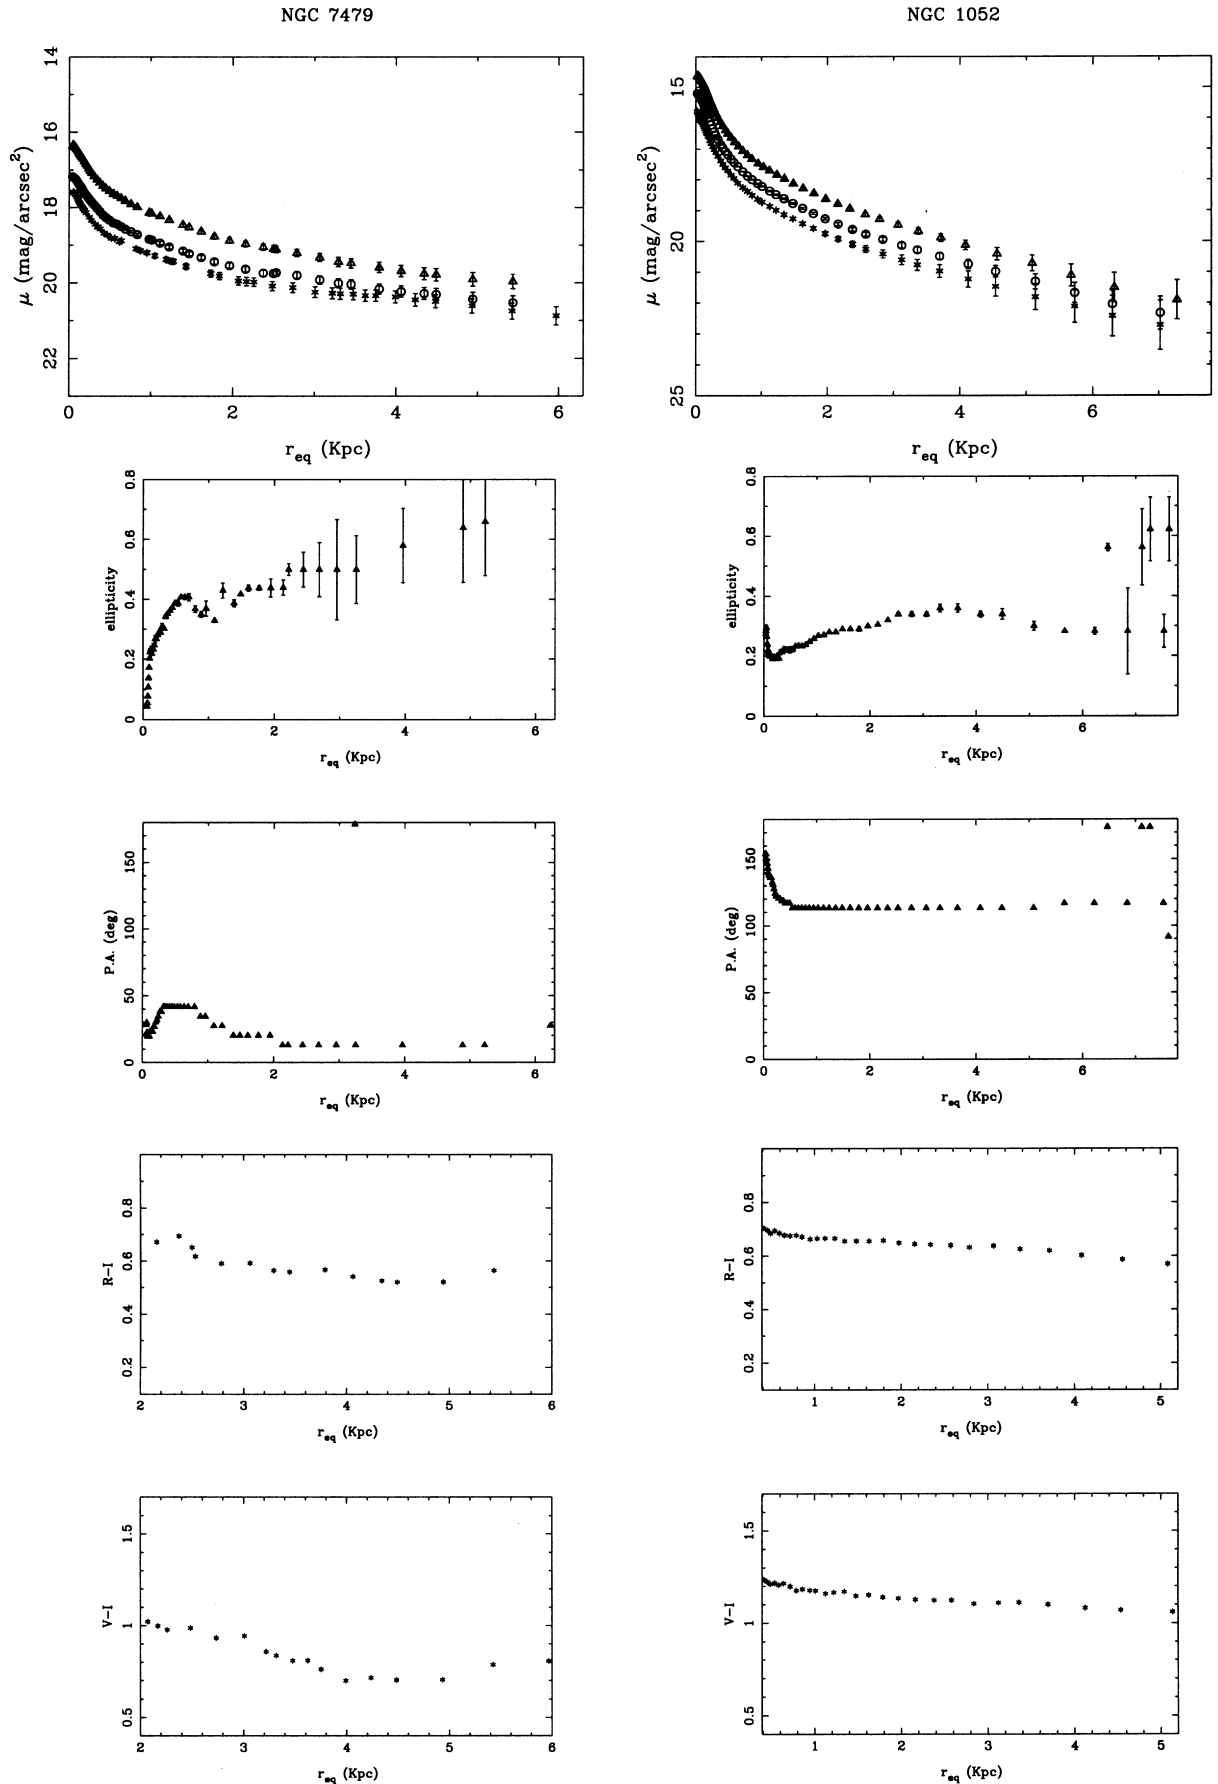 NGC 7479
NGC 1052
14
16
18
20
22
μ (mag/arcsec²)
0 2 4 6
r_eq (Kpc)
15
20
25
μ (mag/arcsec²)
0 2 4 6
r_eq (Kpc)
0.8
0.6
0.4
0.2
0
ellipticity
0 2 4 6
r_eq (Kpc)
0.8
0.6
0.4
0.2
0
ellipticity
0 2 4 6
r_eq (Kpc)
150
100
50
0
P.A. (deg)
0 2 4 6
r_eq (Kpc)
150
100
50
0
P.A. (deg)
0 2 4 6
r_eq (Kpc)
0.8
0.6
0.4
0.2
R-I
2 3 4 5 6
r_eq (Kpc)
0.8
0.6
0.4
0.2
R-I
1 2 3 4 5
r_eq (Kpc)
1.5
1
0.5
V-I
2 3 4 5 6
r_eq (Kpc)
1.5
1
0.5
V-I
1 2 3 4 5
r_eq (Kpc)